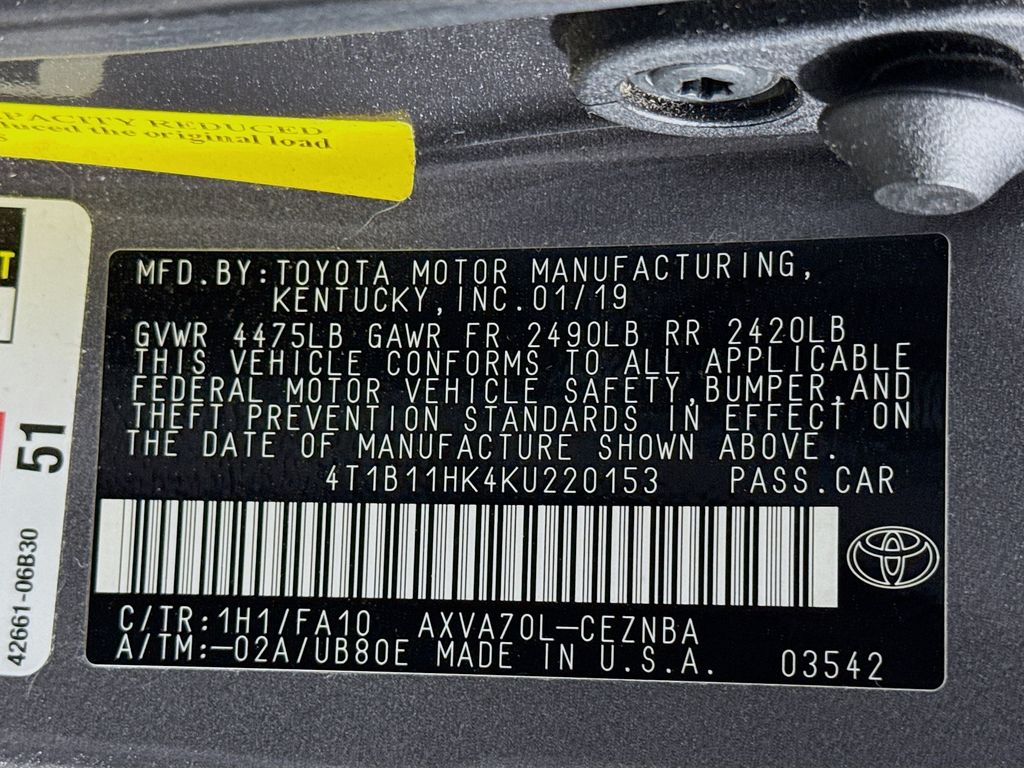 CAPACITY REDUCED
reduced the original load
T
51
42661-06B30
MFD.BY:TOYOTA MOTOR MANUFACTURING,
KENTUCKY,INC.01/19
GVWR 4475LB GAWR FR 2490LB RR 2420LB
THIS VEHICLE CONFORMS TO ALL APPLICABLE
FEDERAL MOTOR VEHICLE SAFETY,BUMPER,AND
THEFT PREVENTION STANDARDS IN EFFECT ON
THE DATE OF MANUFACTURE SHOWN ABOVE.
4T1B11HK4KU220153 PASS.CAR
C/TR:1H1/FA10 AXVA70L-CEZNBA
A/TM:-02A/UB80E MADE IN U.S.A. 03542